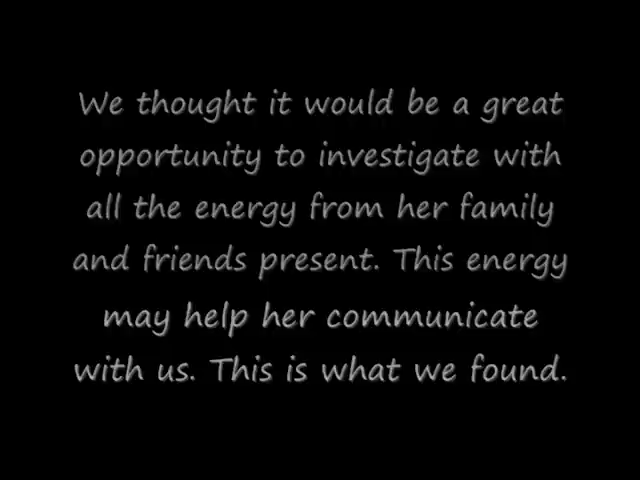 We thought it would be a great
opportunity to investigate with
all the energy from her family
and friends present. This energy
may help her communicate
with us. This is what we found.